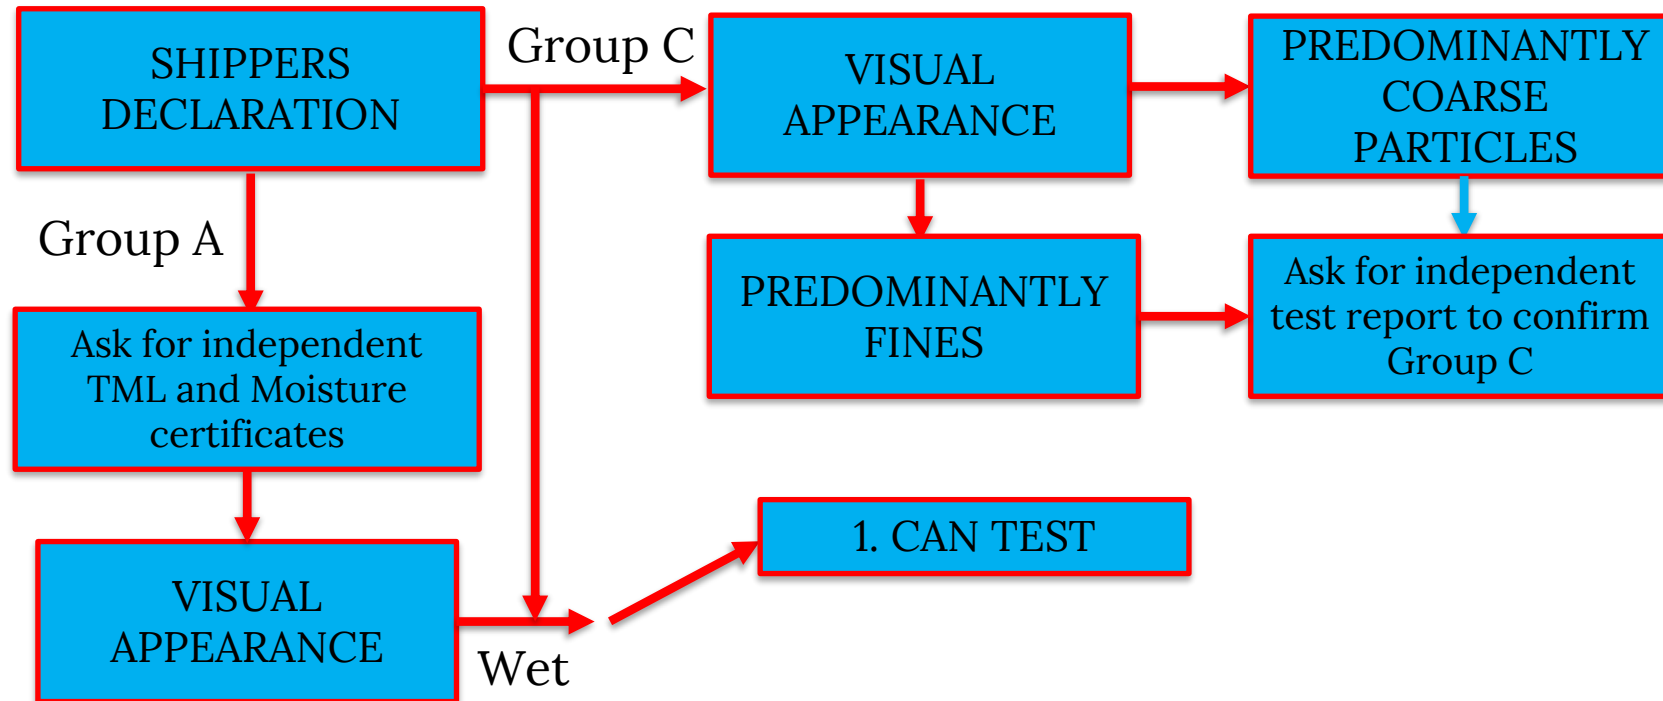 SHIPPERS
DECLARATION
Group C
VISUAL
APPEARANCE
PREDOMINANTLY
COARSE
PARTICLES
Group A
PREDOMINANTLY
FINES
Ask for independent
test report to confirm
Group C
Ask for independent
TML and Moisture
certificates
1. CAN TEST
VISUAL
APPEARANCE
Wet